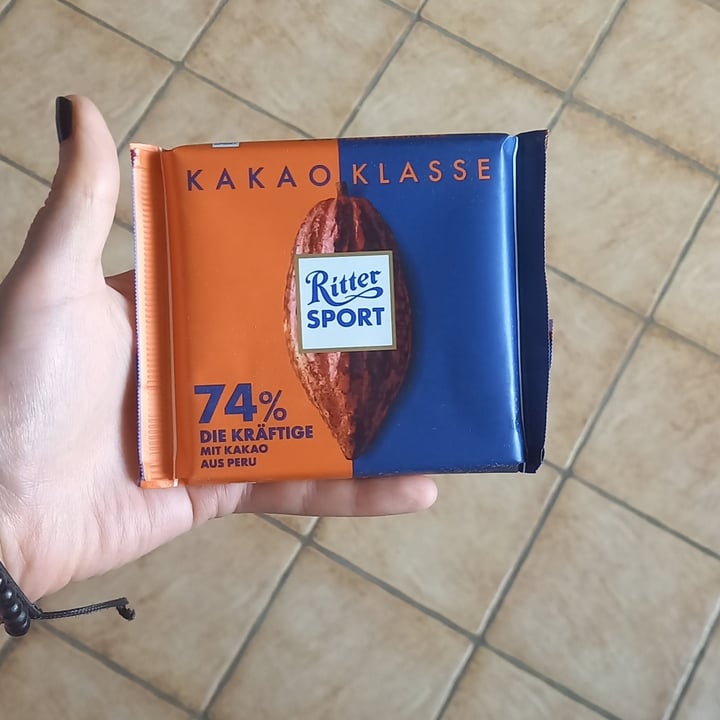 KAKAO KLASSE
Ritter
SPORT
74%
DIE KRÄFTIGE
MIT KAKAO
AUS PERU